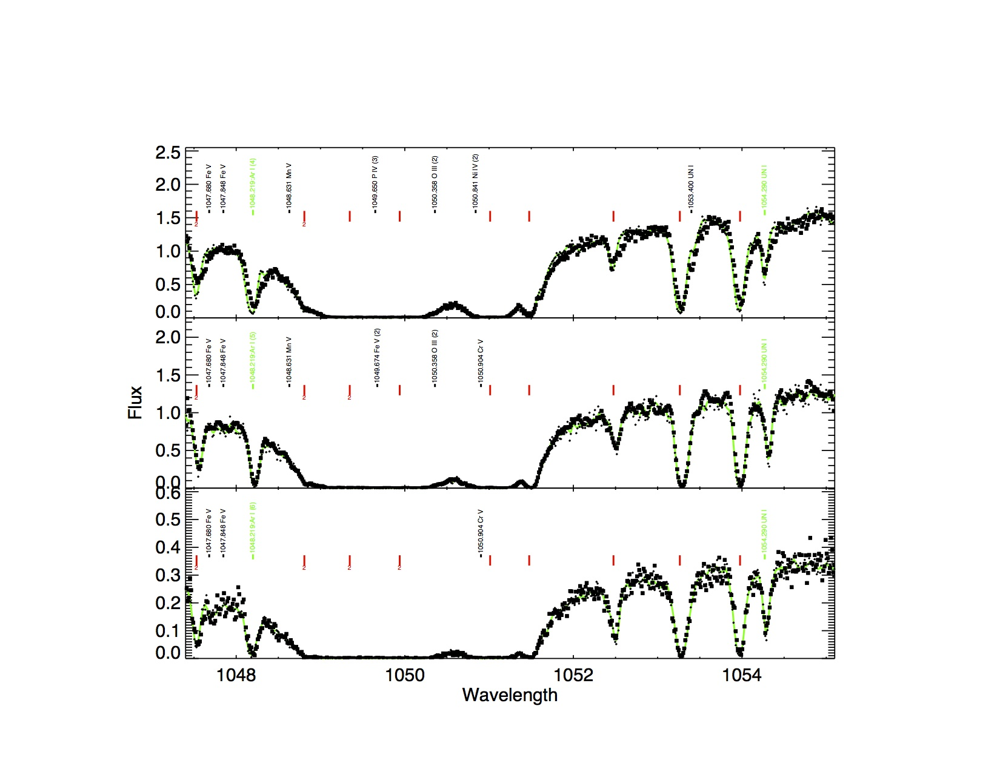 2.5
2.0
1.5
1.0
0.5
0.0
1047.680 Fe V
1047.848 Fe V
1048.219:Ar I (4)
1048.631 Mn V
1049.650 P IV (3)
1050.358 O III (2)
1050.841 Ni IV (2)
1053.400 UN I
1054.290 UN I
2
2
2.0
1.5
1.0
0.5
0.0
1047.680 Fe V
1047.848 Fe V
1048.219:Ar I (5)
1048.631 Mn V
1049.674 Fe V (2)
1050.358 O III (2)
1050.904 Cr V
1054.290 UN I
2
2
2
Flux
0.6
0.5
0.4
0.3
0.2
0.1
0.0
1047.680 Fe V
1047.848 Fe V
1048.219:Ar I (6)
1050.904 Cr V
1054.290 UN I
2
2
2
2
1048
1050
1052
1054
Wavelength